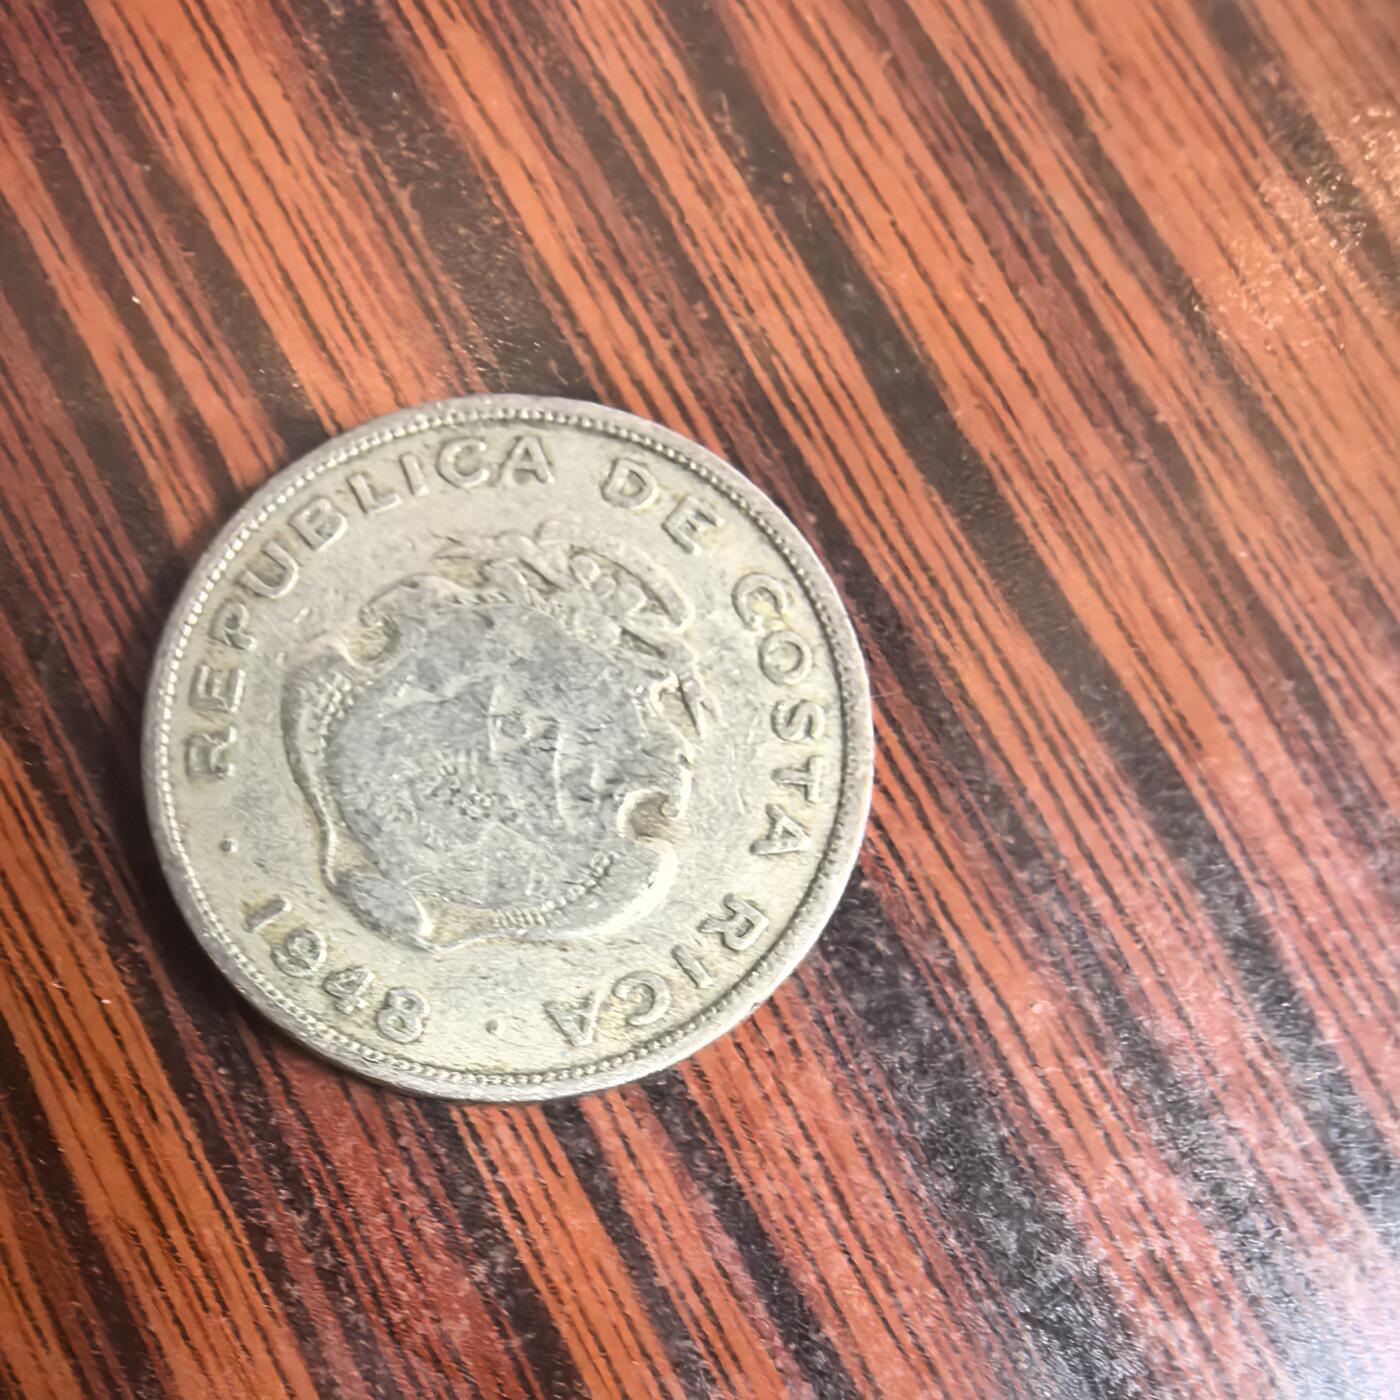 REPUBLICA DE COSTA RICA
1948